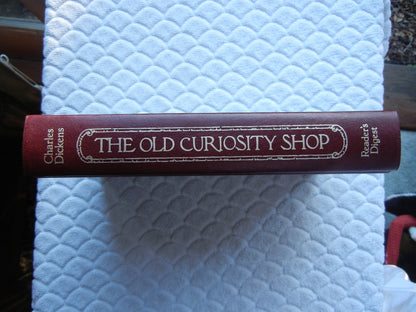 Charles
Dickens
THE OLD CURIOSITY SHOP
Reader's
Digest